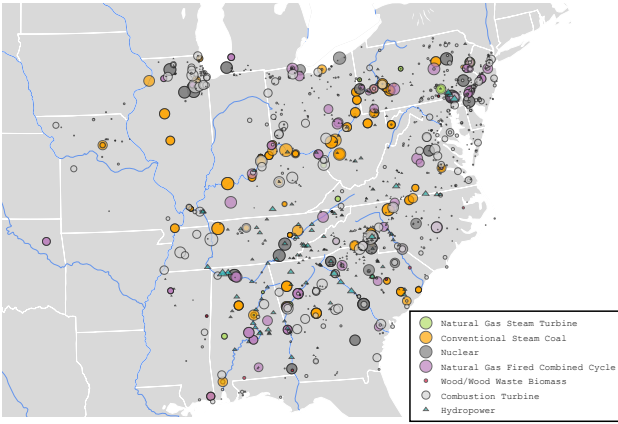 Natural Gas Steam Turbine
Conventional Steam Coal
Nuclear
Natural Gas Fired Combined Cycle
Wood/Wood Waste Biomass
Combustion Turbine
Hydropower